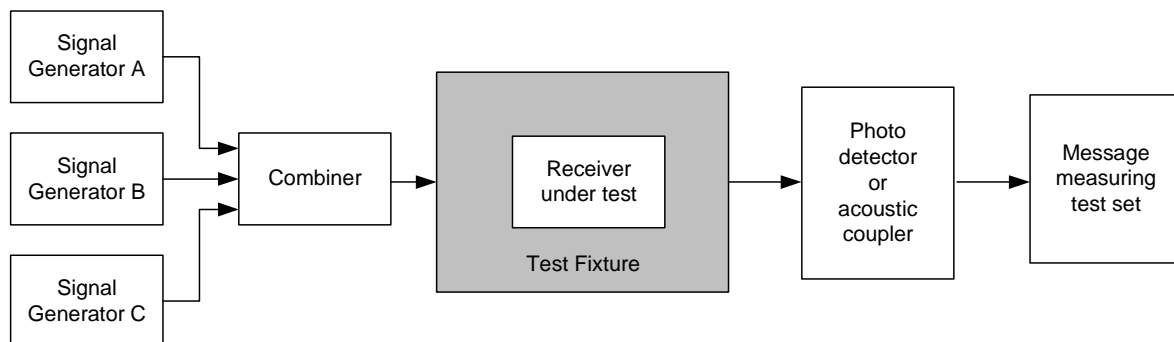 Signal
Generator A
Signal
Generator B
Signal
Generator C
Combiner
Receiver
under test
Test Fixture
Photo
detector
or
acoustic
coupler
Message
measuring
test set